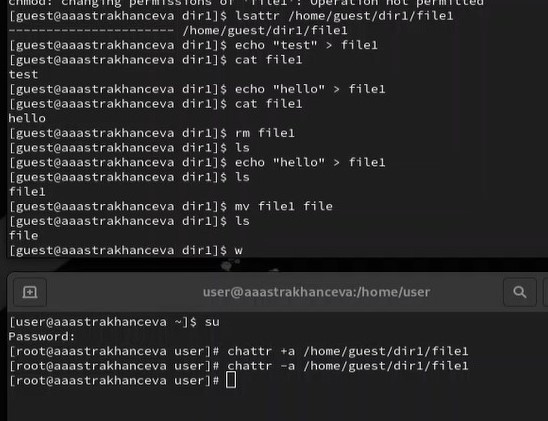 chmod: changing permissions of 'file1': Operation not permitted
[guest@aaastrakhanceva dir1]$ lsattr /home/guest/dir1/file1
---------------------- /home/guest/dir1/file1
[guest@aaastrakhanceva dir1]$ echo "test" > file1
[guest@aaastrakhanceva dir1]$ cat file1
test
[guest@aaastrakhanceva dir1]$ echo "hello" > file1
[guest@aaastrakhanceva dir1]$ cat file1
hello
[guest@aaastrakhanceva dir1]$ rm file1
[guest@aaastrakhanceva dir1]$ ls
[guest@aaastrakhanceva dir1]$ echo "hello" > file1
[guest@aaastrakhanceva dir1]$ ls
file1
[guest@aaastrakhanceva dir1]$ mv file1 file
[guest@aaastrakhanceva dir1]$ ls
file
[guest@aaastrakhanceva dir1]$ w
user@aaastrakhanceva:/home/user
[user@aaastrakhanceva ~]$ su
Password:
[root@aaastrakhanceva user]# chattr +a /home/guest/dir1/file1
[root@aaastrakhanceva user]# chattr -a /home/guest/dir1/file1
[root@aaastrakhanceva user]#